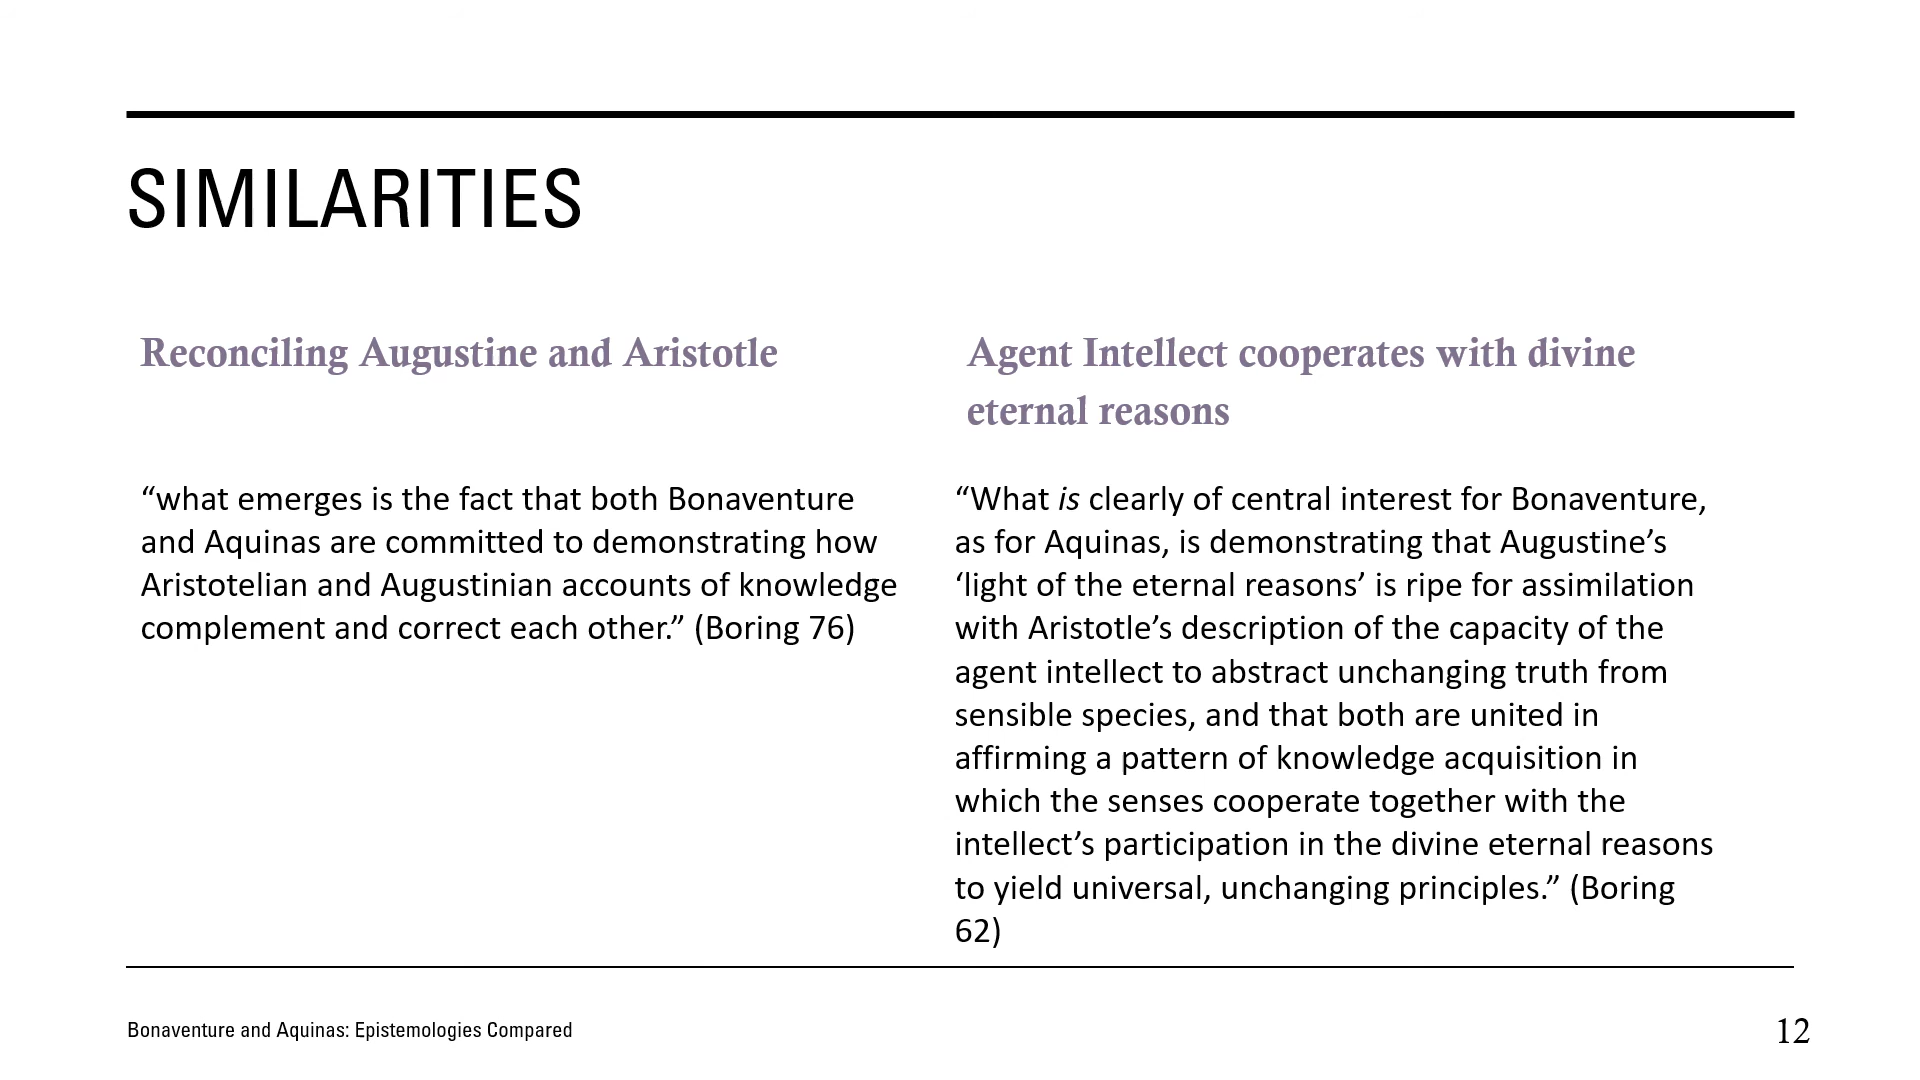 SIMILARITIES
Reconciling Augustine and Aristotle
“what emerges is the fact that both Bonaventure
and Aquinas are committed to demonstrating how
Aristotelian and Augustinian accounts of knowledge
complement and correct each other.” (Boring 76)
Agent Intellect cooperates with divine
eternal reasons
“What is clearly of central interest for Bonaventure,
as for Aquinas, is demonstrating that Augustine’s
‘light of the eternal reasons’ is ripe for assimilation
with Aristotle’s description of the capacity of the
agent intellect to abstract unchanging truth from
sensible species, and that both are united in
affirming a pattern of knowledge acquisition in
which the senses cooperate together with the
intellect’s participation in the divine eternal reasons
to yield universal, unchanging principles.” (Boring
62)
Bonaventure and Aquinas: Epistemologies Compared
12